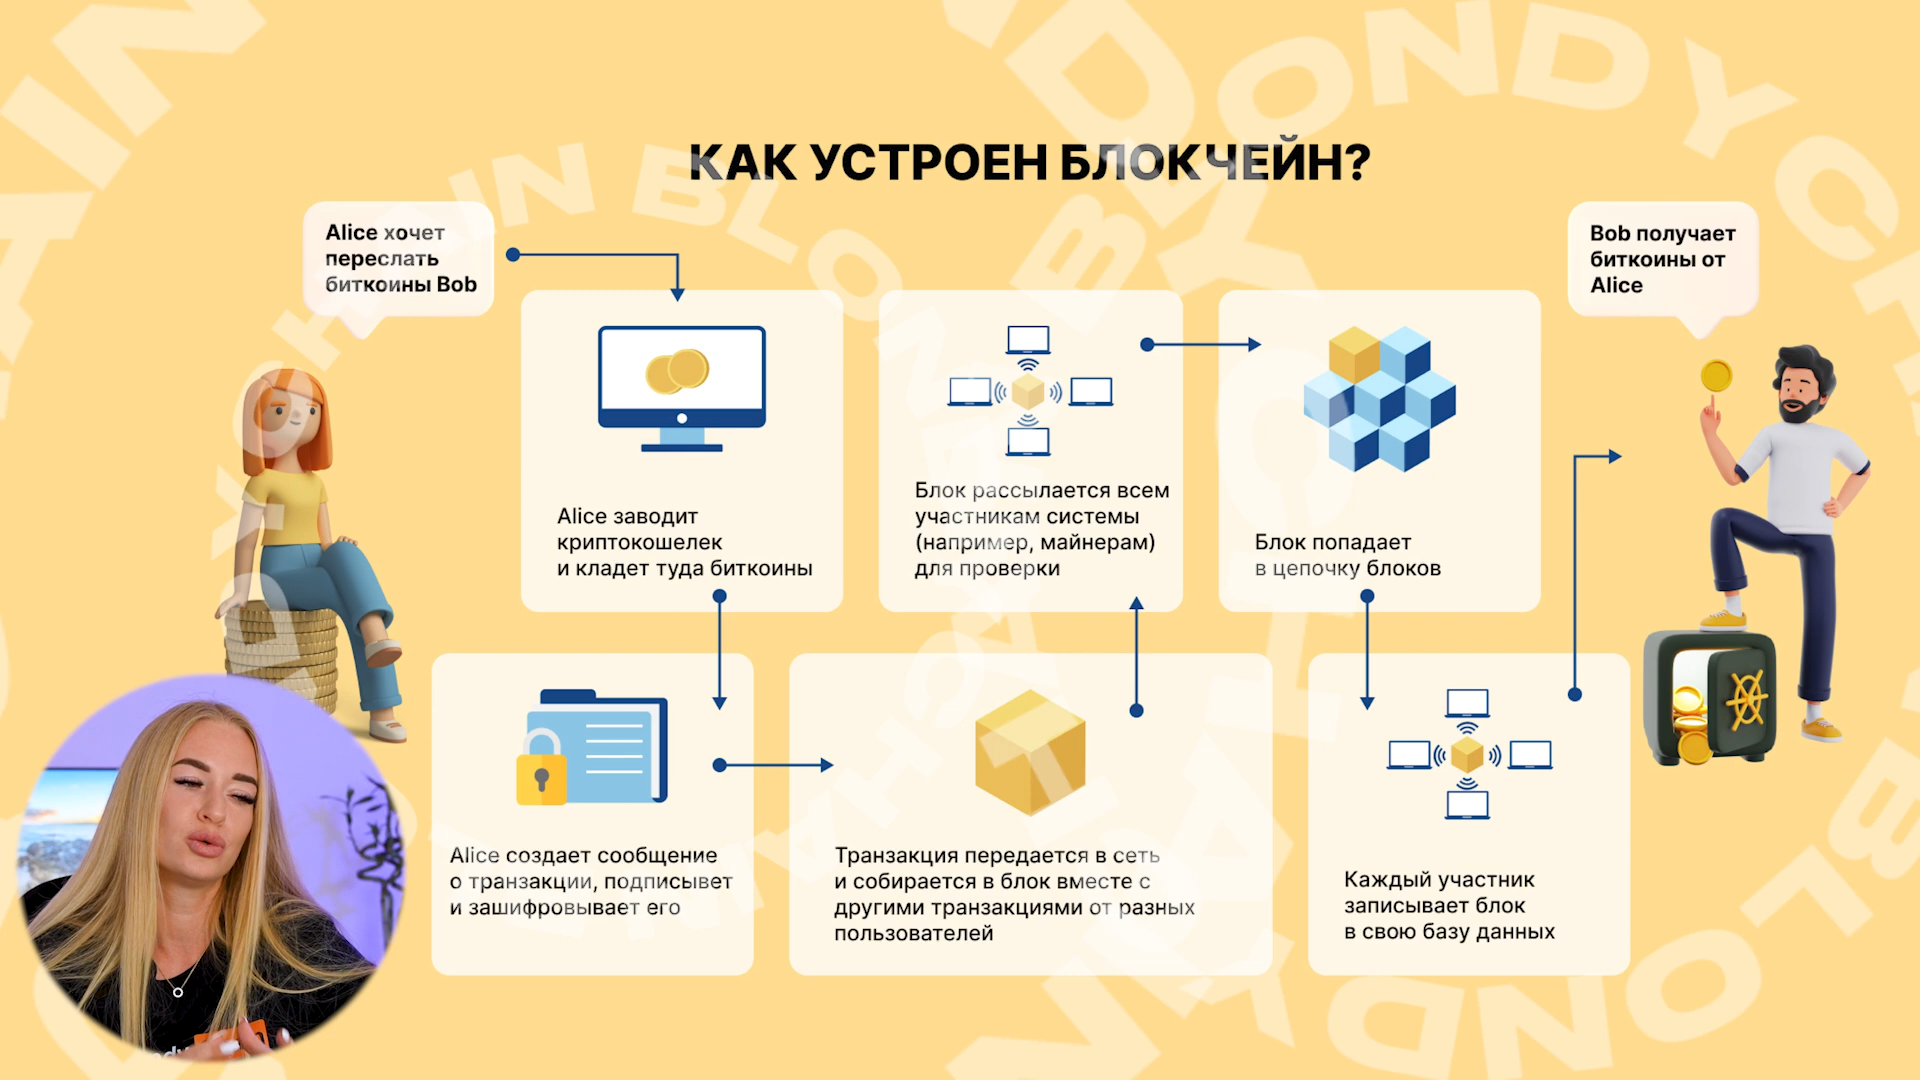 КАК УСТРОЕН БЛОКЧЕЙН?
Alice хочет
переслать
биткоины Bob
Bob получает
биткоины от
Alice
Alice заводит
криптокошелек
и кладет туда биткоины
Блок рассылается всем
участникам системы
(например, майнерам)
для проверки
Блок попадает
в цепочку блоков
Alice создает сообщение
о транзакции, подписывет
и зашифровывает его
Транзакция передается в сеть
и собирается в блок вместе с
другими транзакциями от разных
пользователей
Каждый участник
записывает блок
в свою базу данных